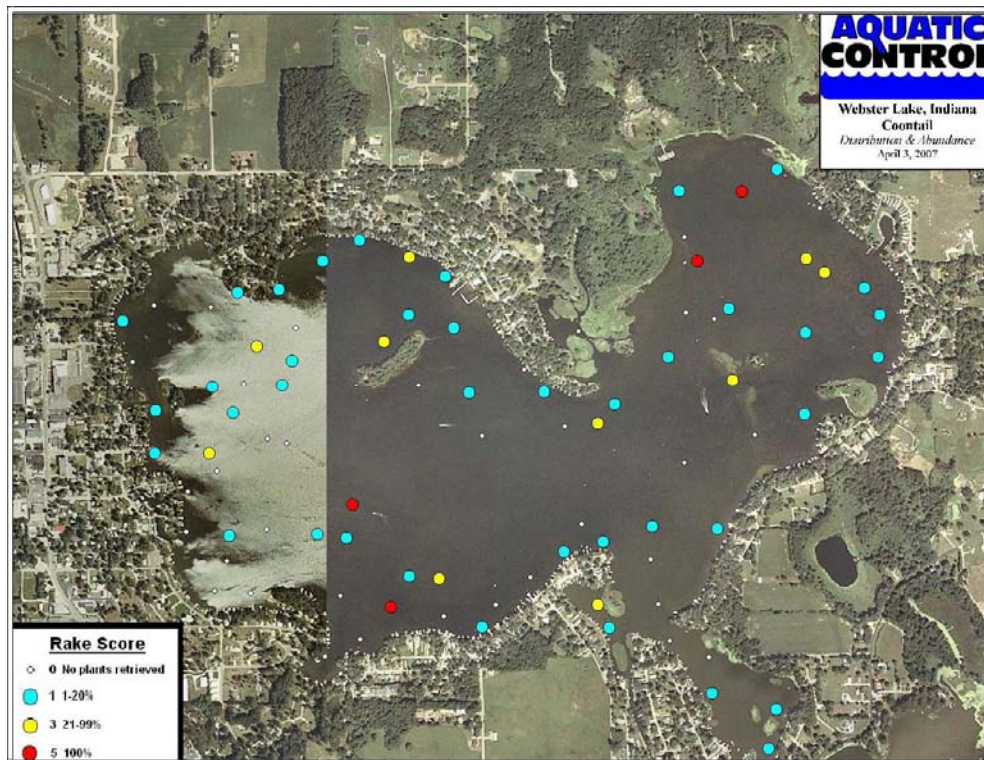 AQUATIC
CONTROL
Webster Lake, Indiana
Coontail
Distribution & Abundance
April 3, 2007
Rake Score
0 No plants retrieved
1 1-20%
3 21-99%
5 100%